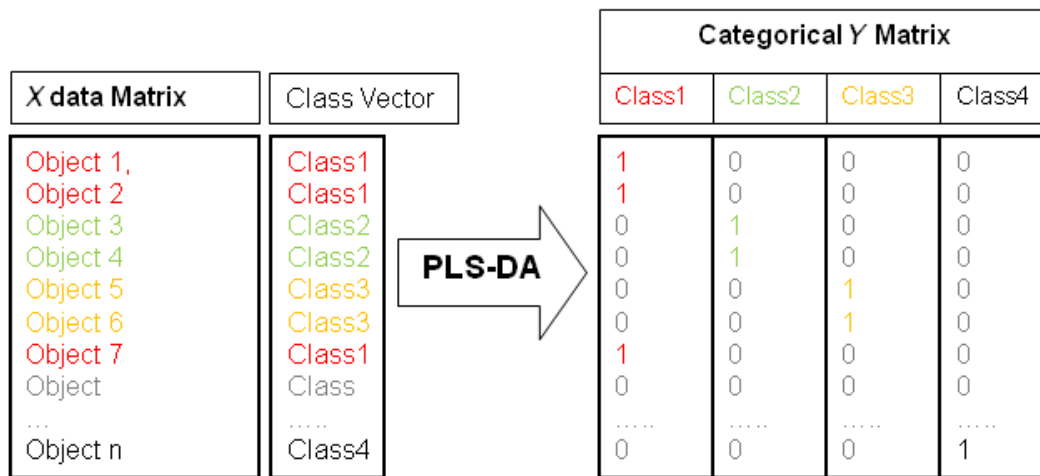 Categorical Y Matrix
X data Matrix Class Vector Class1 Class2 Class3 Class4
Object 1, Class1 1 0 0 0
Object 2 Class1 1 0 0 0
Object 3 Class2 0 1 0 0
Object 4 Class2 0 1 0 0
PLS-DA
Object 5 Class3 0 0 1 0
Object 6 Class3 0 0 1 0
Object 7 Class1 1 0 0 0
Object Class 0 0 0 0
... ..... ..... ..... ..... .....
Object n Class4 0 0 0 1